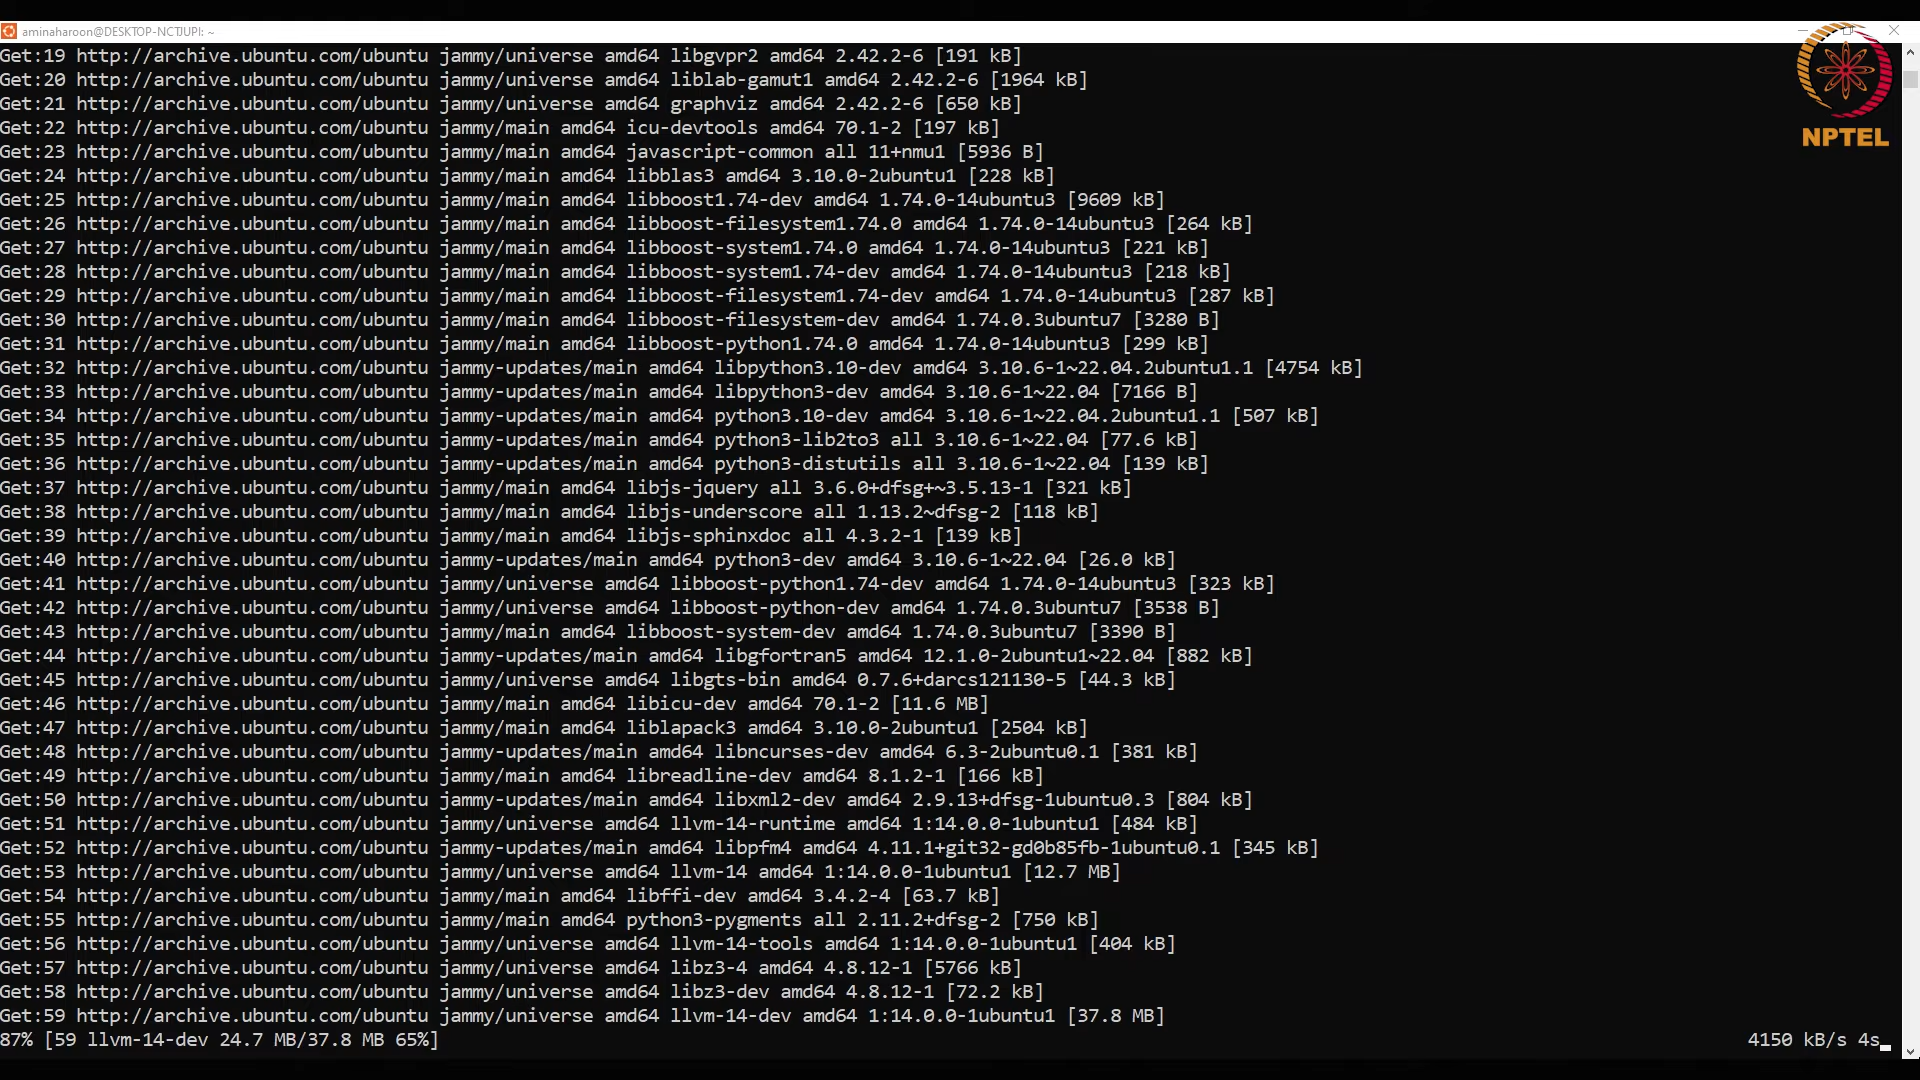 aminaharoon@DESKTOP-NCTJUPI: ~
Get:19 http://archive.ubuntu.com/ubuntu jammy/universe amd64 libgvpr2 amd64 2.42.2-6 [191 kB]
Get:20 http://archive.ubuntu.com/ubuntu jammy/universe amd64 liblab-gamut1 amd64 2.42.2-6 [1964 kB]
Get:21 http://archive.ubuntu.com/ubuntu jammy/universe amd64 graphviz amd64 2.42.2-6 [650 kB]
Get:22 http://archive.ubuntu.com/ubuntu jammy/main amd64 icu-devtools amd64 70.1-2 [197 kB]
Get:23 http://archive.ubuntu.com/ubuntu jammy/main amd64 javascript-common all 11+nmu1 [5936 B]
Get:24 http://archive.ubuntu.com/ubuntu jammy/main amd64 libblas3 amd64 3.10.0-2ubuntu1 [228 kB]
Get:25 http://archive.ubuntu.com/ubuntu jammy/main amd64 libboost1.74-dev amd64 1.74.0-14ubuntu3 [9609 kB]
Get:26 http://archive.ubuntu.com/ubuntu jammy/main amd64 libboost-filesystem1.74.0 amd64 1.74.0-14ubuntu3 [264 kB]
Get:27 http://archive.ubuntu.com/ubuntu jammy/main amd64 libboost-system1.74.0 amd64 1.74.0-14ubuntu3 [221 kB]
Get:28 http://archive.ubuntu.com/ubuntu jammy/main amd64 libboost-system1.74-dev amd64 1.74.0-14ubuntu3 [218 kB]
Get:29 http://archive.ubuntu.com/ubuntu jammy/main amd64 libboost-filesystem1.74-dev amd64 1.74.0-14ubuntu3 [287 kB]
Get:30 http://archive.ubuntu.com/ubuntu jammy/main amd64 libboost-filesystem-dev amd64 1.74.0.3ubuntu7 [3280 B]
Get:31 http://archive.ubuntu.com/ubuntu jammy/main amd64 libboost-python1.74.0 amd64 1.74.0-14ubuntu3 [299 kB]
Get:32 http://archive.ubuntu.com/ubuntu jammy-updates/main amd64 libpython3.10-dev amd64 3.10.6-1~22.04.2ubuntu1.1 [4754 kB]
Get:33 http://archive.ubuntu.com/ubuntu jammy-updates/main amd64 libpython3-dev amd64 3.10.6-1~22.04 [7166 B]
Get:34 http://archive.ubuntu.com/ubuntu jammy-updates/main amd64 python3.10-dev amd64 3.10.6-1~22.04.2ubuntu1.1 [507 kB]
Get:35 http://archive.ubuntu.com/ubuntu jammy-updates/main amd64 python3-lib2to3 all 3.10.6-1~22.04 [77.6 kB]
Get:36 http://archive.ubuntu.com/ubuntu jammy-updates/main amd64 python3-distutils all 3.10.6-1~22.04 [139 kB]
Get:37 http://archive.ubuntu.com/ubuntu jammy/main amd64 libjs-jquery all 3.6.0+dfsg+~3.5.13-1 [321 kB]
Get:38 http://archive.ubuntu.com/ubuntu jammy/main amd64 libjs-underscore all 1.13.2~dfsg-2 [118 kB]
Get:39 http://archive.ubuntu.com/ubuntu jammy/main amd64 libjs-sphinxdoc all 4.3.2-1 [139 kB]
Get:40 http://archive.ubuntu.com/ubuntu jammy-updates/main amd64 python3-dev amd64 3.10.6-1~22.04 [26.0 kB]
Get:41 http://archive.ubuntu.com/ubuntu jammy/universe amd64 libboost-python1.74-dev amd64 1.74.0-14ubuntu3 [323 kB]
Get:42 http://archive.ubuntu.com/ubuntu jammy/universe amd64 libboost-python-dev amd64 1.74.0.3ubuntu7 [3538 B]
Get:43 http://archive.ubuntu.com/ubuntu jammy/main amd64 libboost-system-dev amd64 1.74.0.3ubuntu7 [3390 B]
Get:44 http://archive.ubuntu.com/ubuntu jammy-updates/main amd64 libgfortran5 amd64 12.1.0-2ubuntu1~22.04 [882 kB]
Get:45 http://archive.ubuntu.com/ubuntu jammy/universe amd64 libgts-bin amd64 0.7.6+darcs121130-5 [44.3 kB]
Get:46 http://archive.ubuntu.com/ubuntu jammy/main amd64 libicu-dev amd64 70.1-2 [11.6 MB]
Get:47 http://archive.ubuntu.com/ubuntu jammy/main amd64 liblapack3 amd64 3.10.0-2ubuntu1 [2504 kB]
Get:48 http://archive.ubuntu.com/ubuntu jammy-updates/main amd64 libncurses-dev amd64 6.3-2ubuntu0.1 [381 kB]
Get:49 http://archive.ubuntu.com/ubuntu jammy/main amd64 libreadline-dev amd64 8.1.2-1 [166 kB]
Get:50 http://archive.ubuntu.com/ubuntu jammy-updates/main amd64 libxml2-dev amd64 2.9.13+dfsg-1ubuntu0.3 [804 kB]
Get:51 http://archive.ubuntu.com/ubuntu jammy/universe amd64 llvm-14-runtime amd64 1:14.0.0-1ubuntu1 [484 kB]
Get:52 http://archive.ubuntu.com/ubuntu jammy-updates/main amd64 libpfm4 amd64 4.11.1+git32-gd0b85fb-1ubuntu0.1 [345 kB]
Get:53 http://archive.ubuntu.com/ubuntu jammy/universe amd64 llvm-14 amd64 1:14.0.0-1ubuntu1 [12.7 MB]
Get:54 http://archive.ubuntu.com/ubuntu jammy/main amd64 libffi-dev amd64 3.4.2-4 [63.7 kB]
Get:55 http://archive.ubuntu.com/ubuntu jammy/main amd64 python3-pygments all 2.11.2+dfsg-2 [750 kB]
Get:56 http://archive.ubuntu.com/ubuntu jammy/universe amd64 llvm-14-tools amd64 1:14.0.0-1ubuntu1 [404 kB]
Get:57 http://archive.ubuntu.com/ubuntu jammy/universe amd64 libz3-4 amd64 4.8.12-1 [5766 kB]
Get:58 http://archive.ubuntu.com/ubuntu jammy/universe amd64 libz3-dev amd64 4.8.12-1 [72.2 kB]
Get:59 http://archive.ubuntu.com/ubuntu jammy/universe amd64 llvm-14-dev amd64 1:14.0.0-1ubuntu1 [37.8 MB]
87% [59 llvm-14-dev 24.7 MB/37.8 MB 65%] 4150 kB/s 4s
NPTEL